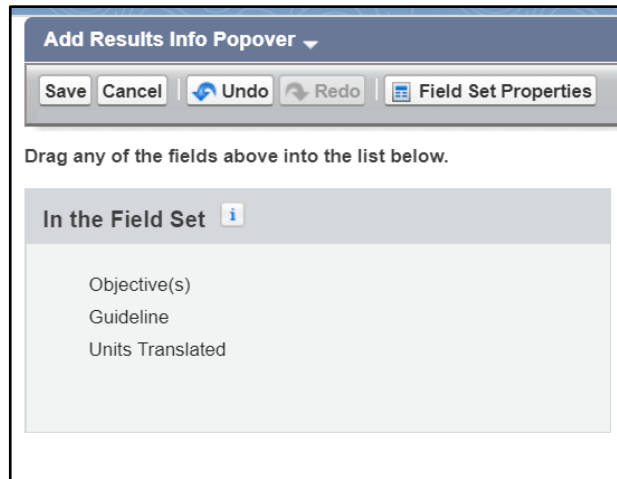 Add Results Info Popover
Save Cancel Undo Redo Field Set Properties
Drag any of the fields above into the list below.
In the Field Set i
Objective(s)
Guideline
Units Translated